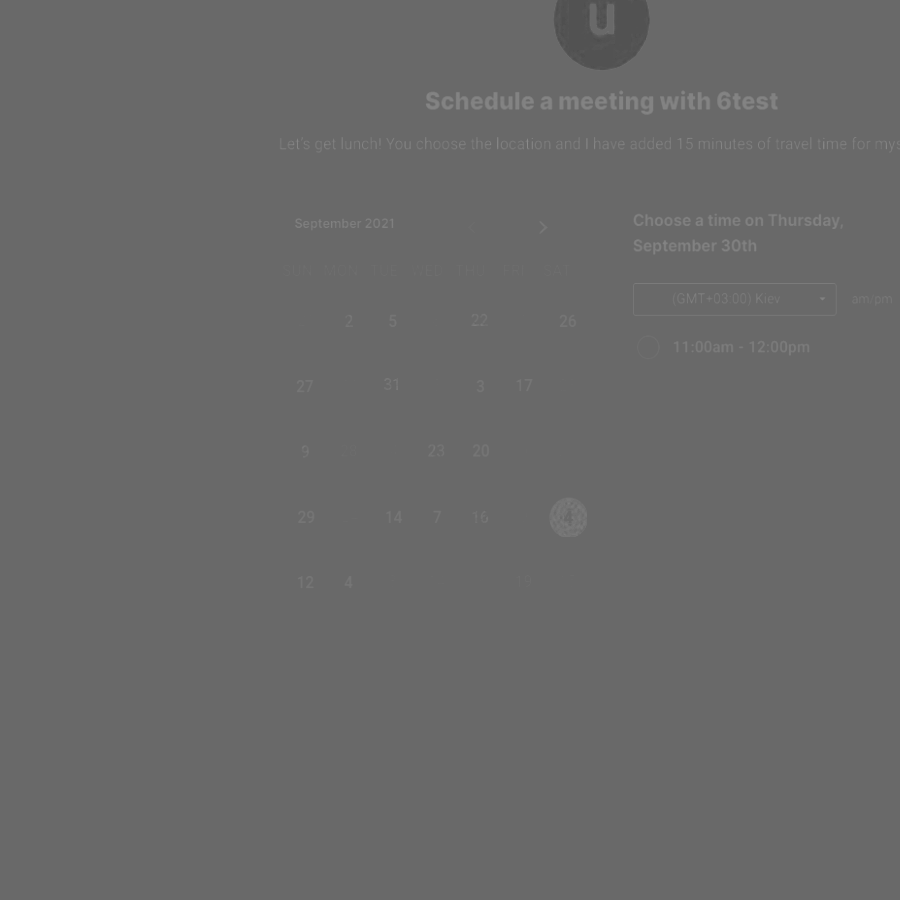 u
Schedule a meeting with 6test
Let's get lunch! You choose the location and I have added 15 minutes of travel time for mys
September 2021
Choose a time on Thursday,
September 30th
SUN MON TUE WED THU FRI SAT
(GMT+03:00) Kiev
am/pm
2 5 22 26
11:00am - 12:00pm
27 31 3 17
9 23 20
29 14 7 16 4
12 4